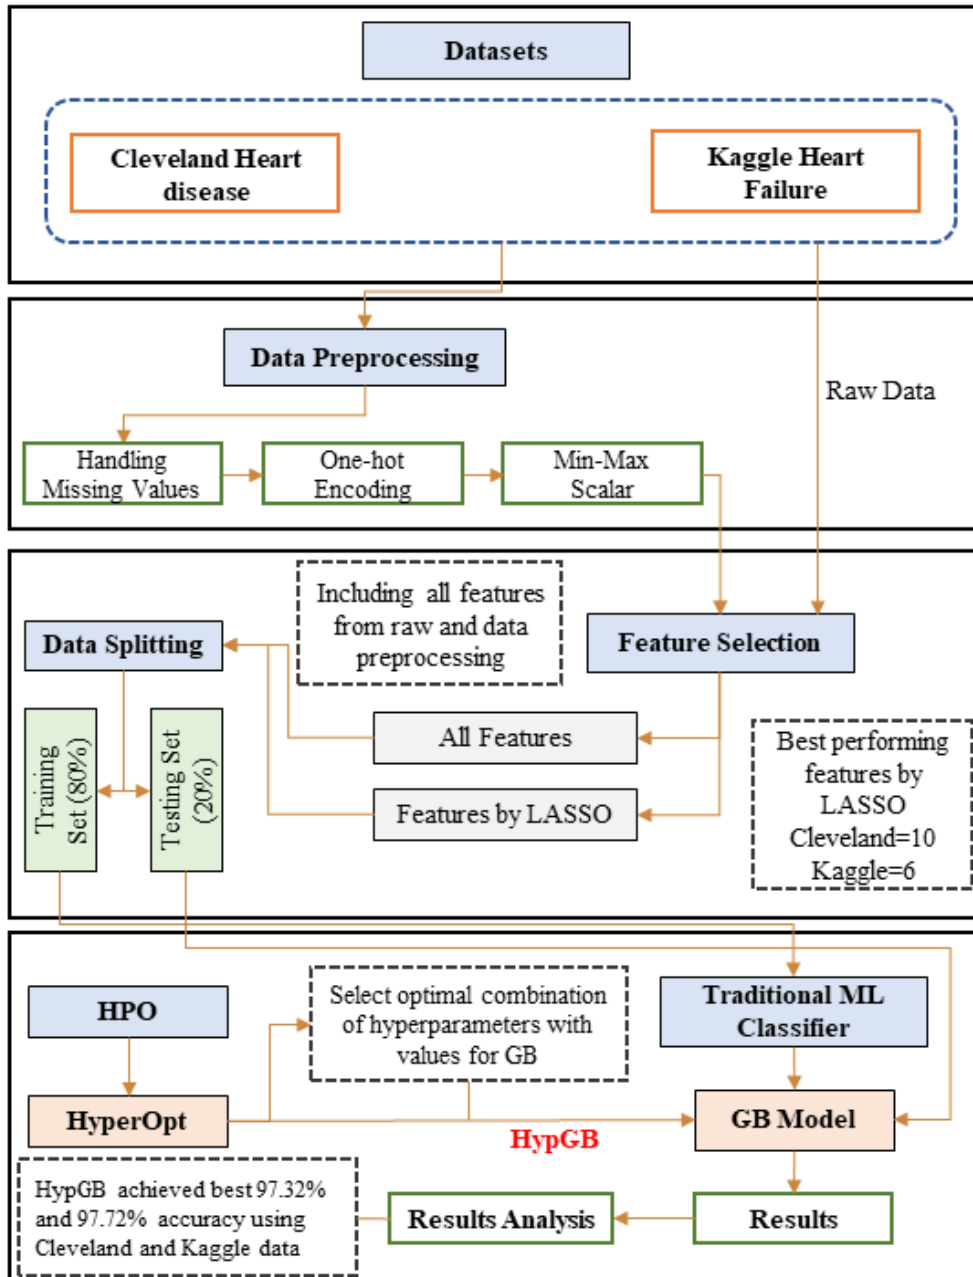 Datasets
Cleveland Heart
disease
Kaggle Heart
Failure
Data Preprocessing
Raw Data
Handling
Missing Values
One-hot
Encoding
Min-Max
Scalar
Including all features
from raw and data
preprocessing
Data Splitting
Feature Selection
Training
Set (80%)
Testing Set
(20%)
All Features
Features by LASSO
Best performing
features by
LASSO
Cleveland=10
Kaggle=6
HPO
Select optimal combination
of hyperparameters with
values for GB
Traditional ML
Classifier
HyperOpt
HypGB
GB Model
HypGB achieved best 97.32%
and 97.72% accuracy using
Cleveland and Kaggle data
Results Analysis
Results